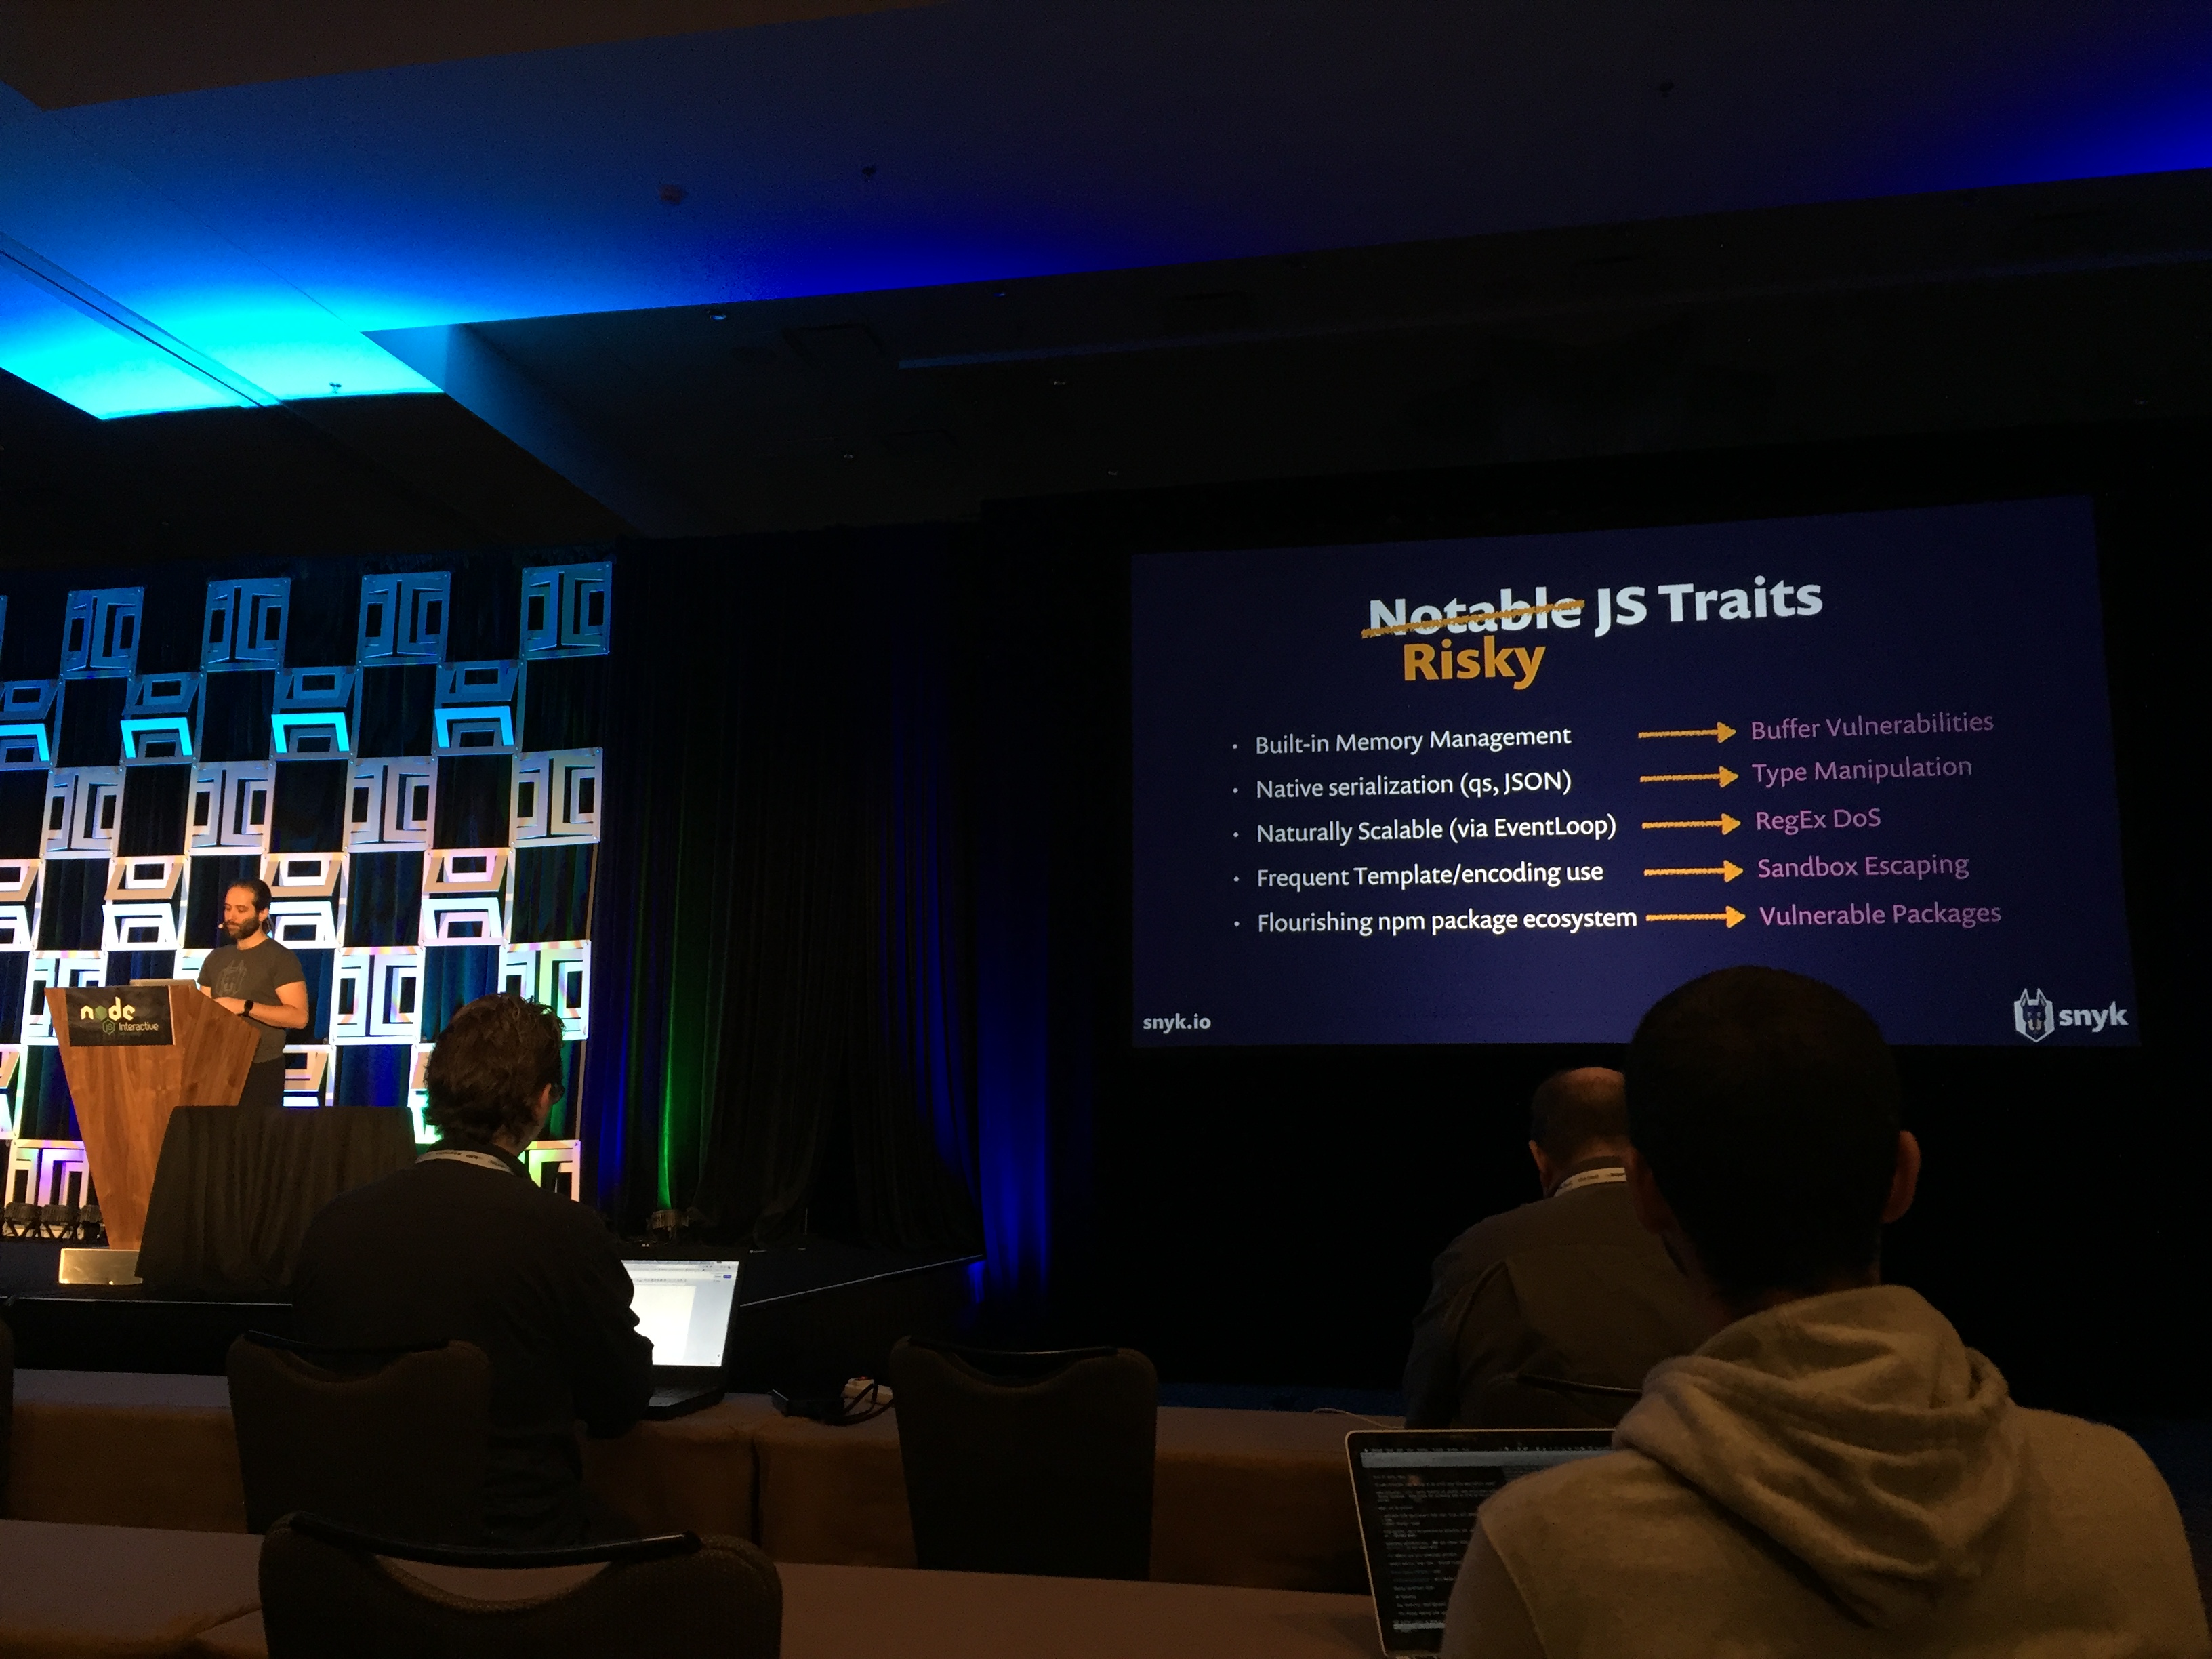 Notable JS Traits
Risky
• Built-in Memory Management → Buffer Vulnerabilities
• Native serialization (qs, JSON) → Type Manipulation
• Naturally Scalable (via EventLoop) → RegEx DoS
• Frequent Template/encoding use → Sandbox Escaping
• Flourishing npm package ecosystem → Vulnerable Packages
snyk.io
snyk
node
JS interactive